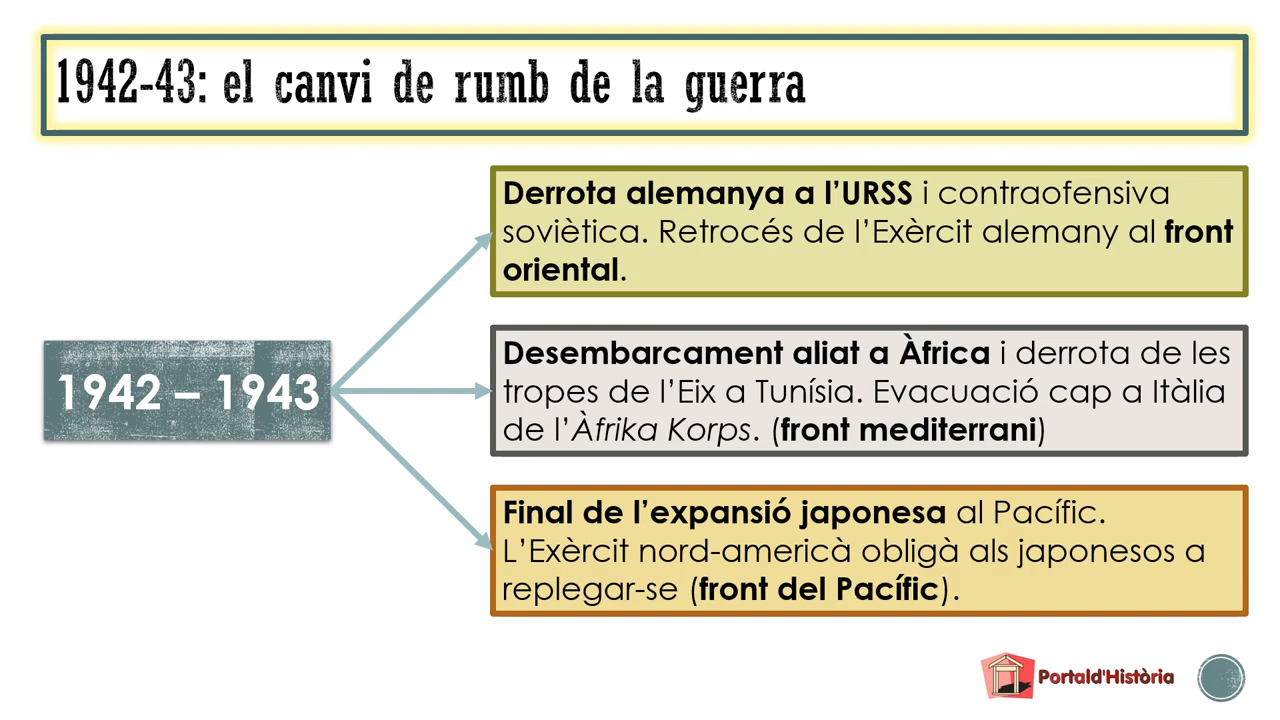 1942-43: el canvi de rumb de la guerra
Derrota alemanya a l’URSS i contraofensiva
soviètica. Retrocés de l’Exèrcit alemany al front
oriental.
1942 – 1943
Desembarcament aliat a Àfrica i derrota de les
tropes de l’Eix a Tunísia. Evacuació cap a Itàlia
de l’Àfrika Korps. (front mediterrani)
Final de l’expansió japonesa al Pacífic.
L’Exèrcit nord-americà obligà als japonesos a
replegar-se (front del Pacífic).
Portald'Història